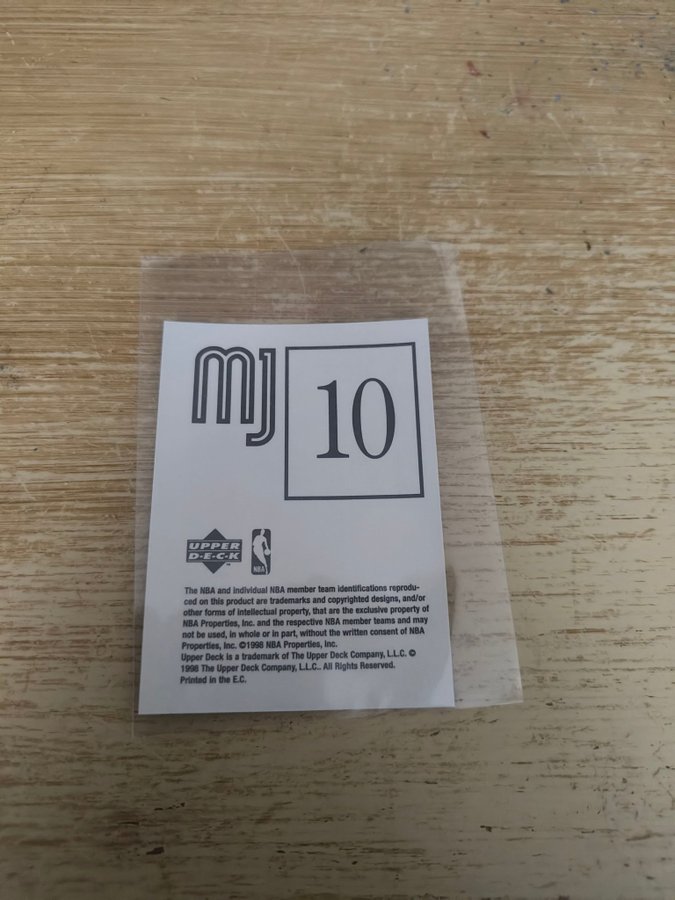 MJ
10
UPPER
D·E·C·K
™
NBA
The NBA and individual NBA member team identifications reprodu-
ced on this product are trademarks and copyrighted designs, and/or
other forms of intellectual property, that are the exclusive property of
NBA Properties, Inc. and the respective NBA member teams and may
not be used, in whole or in part, without the written consent of NBA
Properties, Inc. ©1998 NBA Properties, Inc.
Upper Deck is a trademark of The Upper Deck Company, L.L.C. ©
1998 The Upper Deck Company, L.L.C.. All Rights Reserved.
Printed in the E.C.